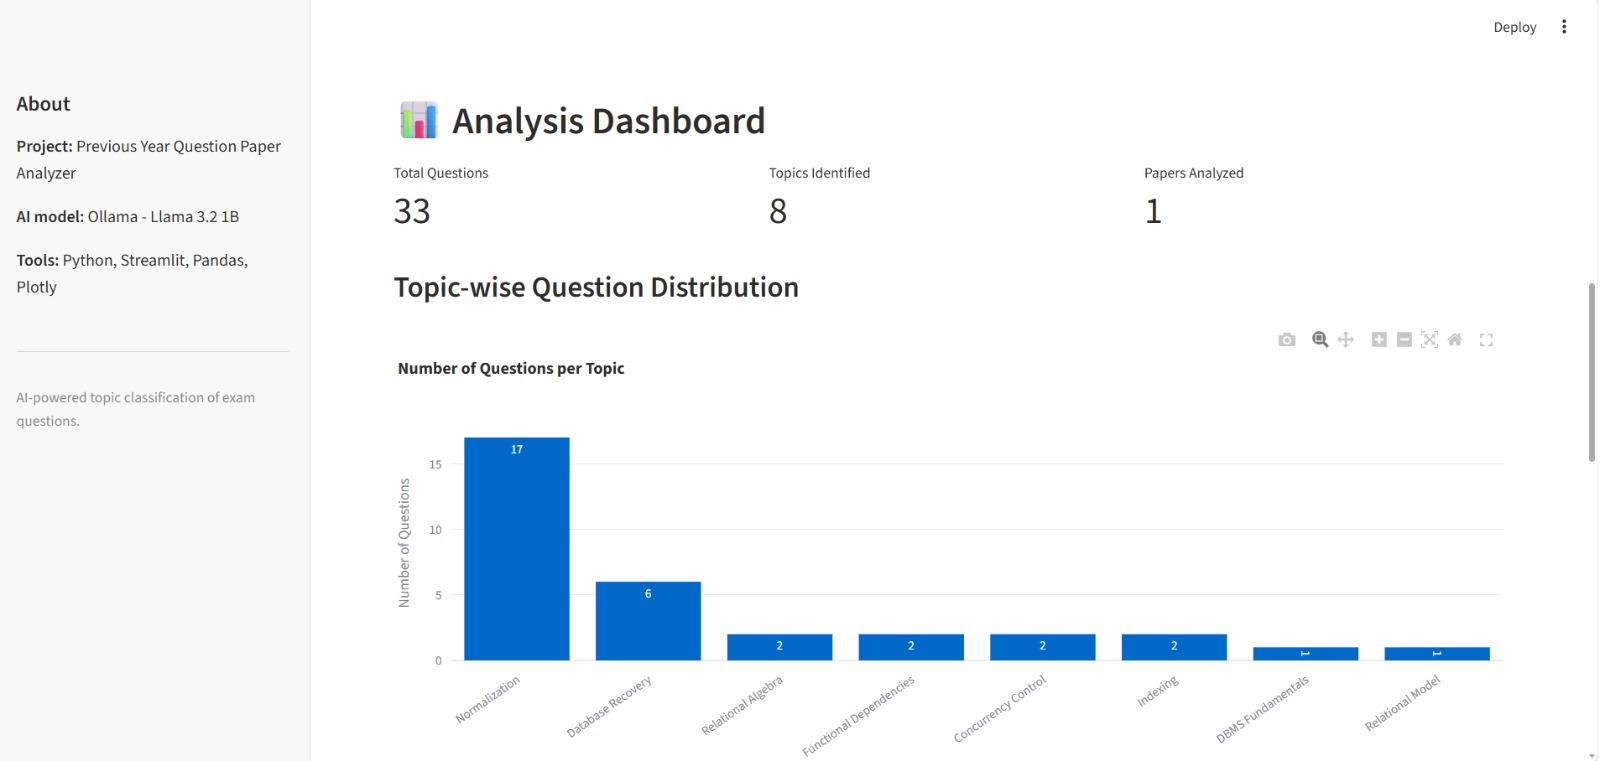 Deploy
About
Project: Previous Year Question Paper
Analyzer
AI model: Ollama - Llama 3.2 1B
Tools: Python, Streamlit, Pandas,
Plotly
AI-powered topic classification of exam
questions.
Analysis Dashboard
Total Questions
33
Topics Identified
8
Papers Analyzed
1
Topic-wise Question Distribution
Number of Questions per Topic
Number of Questions
15
10
5
0
17
6
2
2
2
2
1
1
Normalization
Database Recovery
Relational Algebra
Functional Dependencies
Concurrency Control
Indexing
DBMS Fundamentals
Relational Model